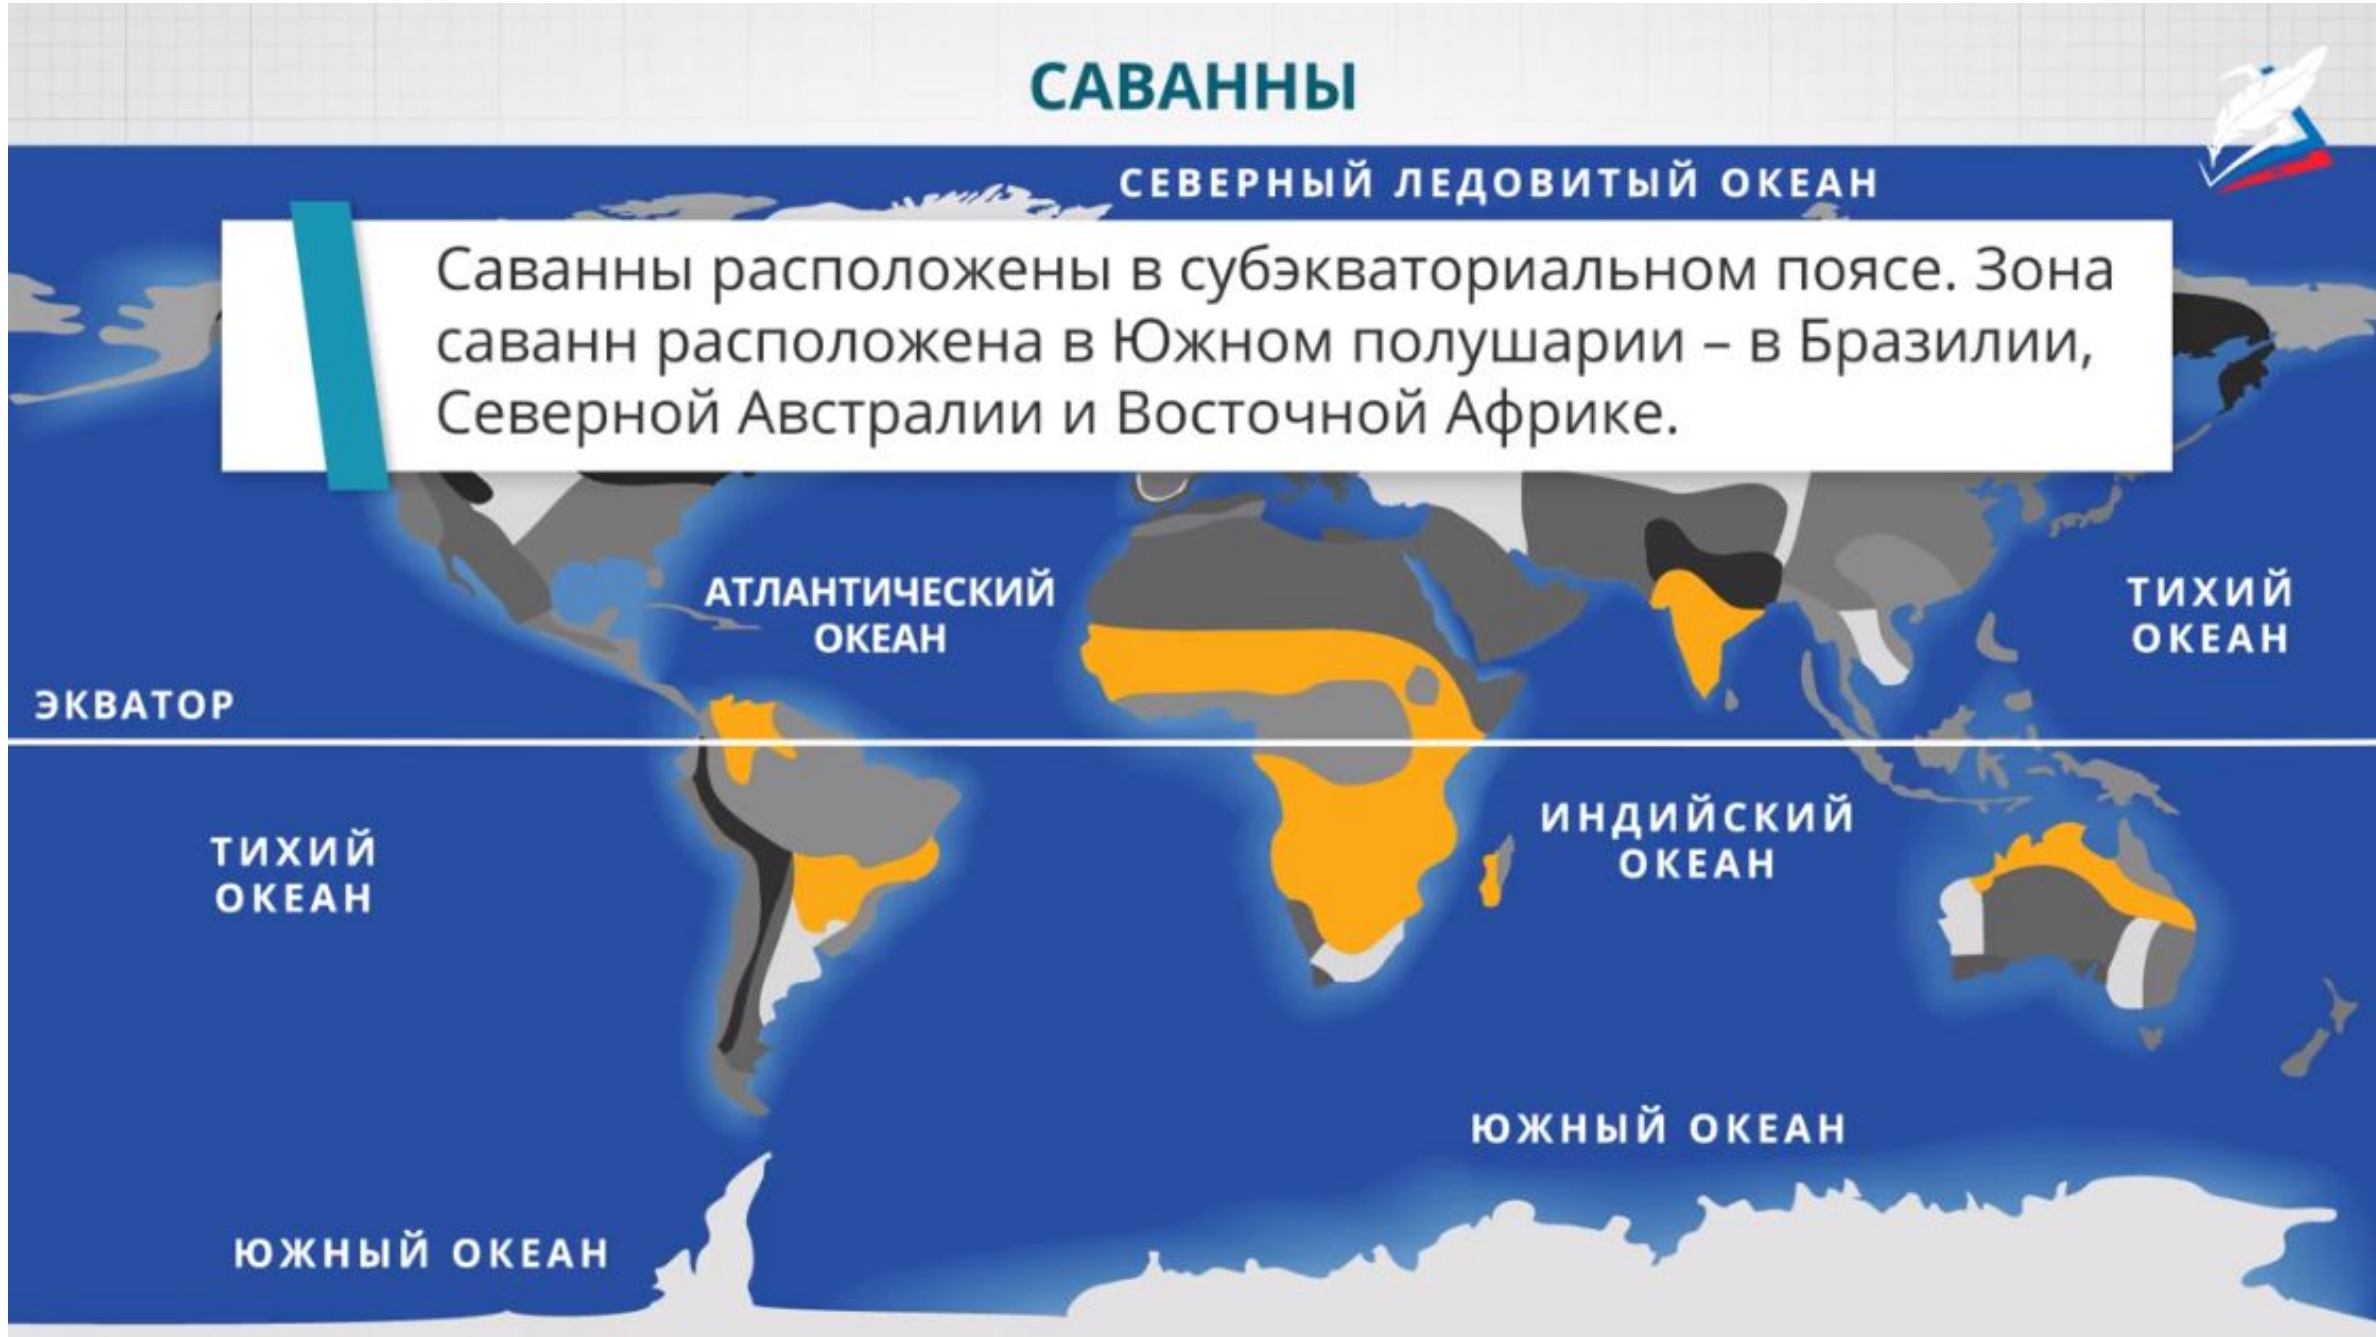 САВАННЫ
СЕВЕРНЫЙ ЛЕДОВИТЫЙ ОКЕАН
Саванны расположены в субэкваториальном поясе. Зона
саванн расположена в Южном полушарии – в Бразилии,
Северной Австралии и Восточной Африке.
АТЛАНТИЧЕСКИЙ
ОКЕАН
ТИХИЙ
ОКЕАН
ЭКВАТОР
ИНДИЙСКИЙ
ОКЕАН
ТИХИЙ
ОКЕАН
ЮЖНЫЙ ОКЕАН
ЮЖНЫЙ ОКЕАН